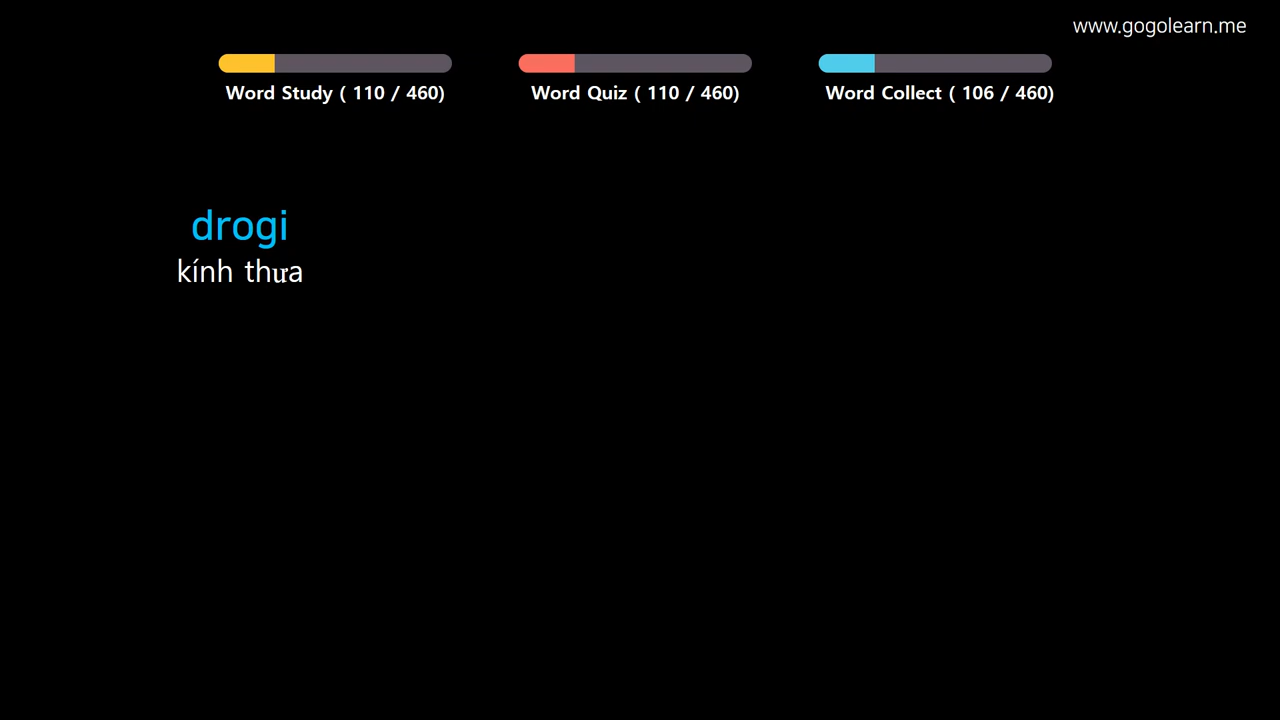 www.gogolearn.me
Word Study ( 110 / 460)
Word Quiz ( 110 / 460)
Word Collect ( 106 / 460)
drogi
kính thưa